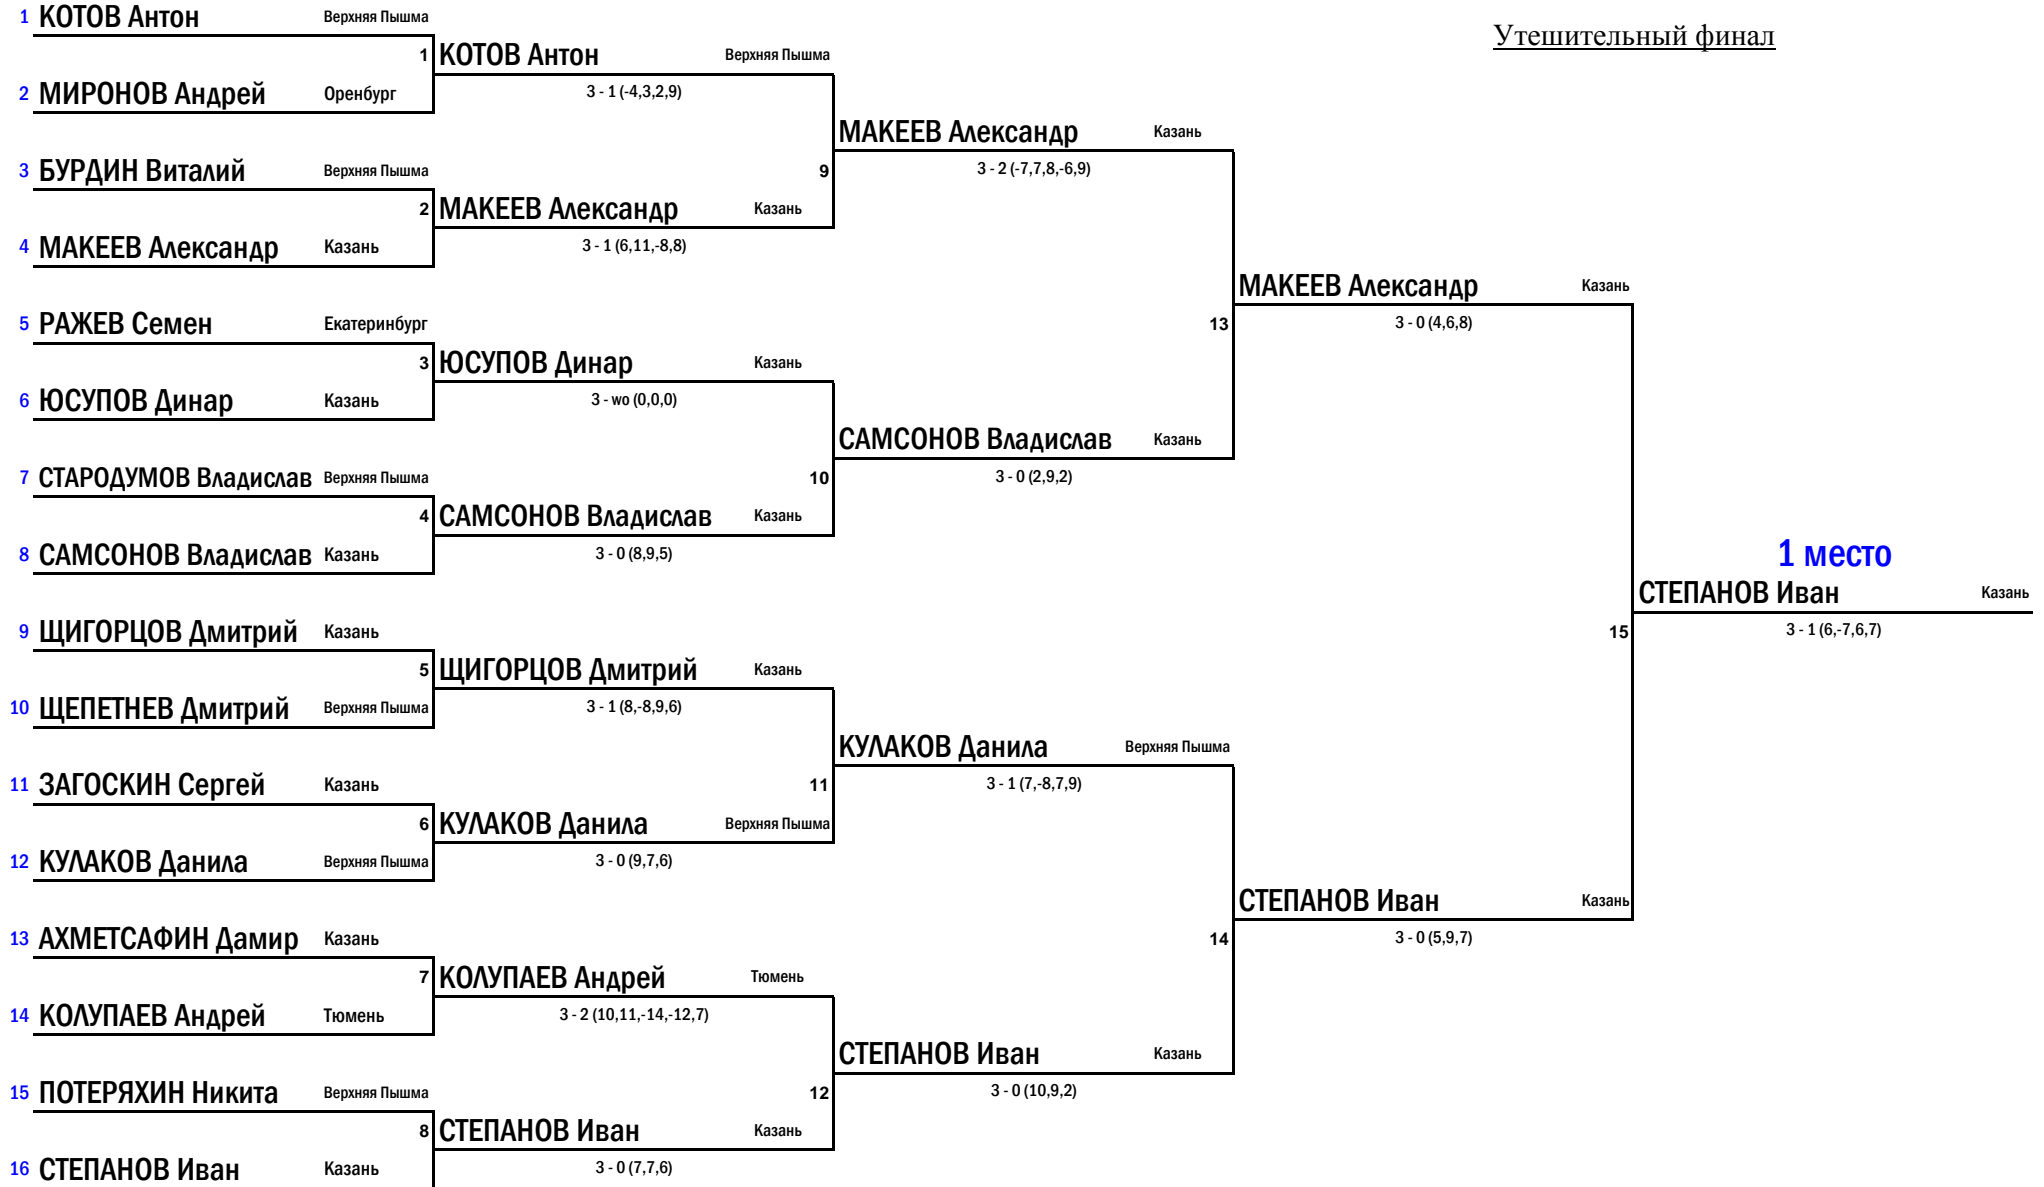 1 КОТОВ Антон Верхняя Пышма
Утешительный финал
1 КОТОВ Антон Верхняя Пышма
2 МИРОНОВ Андрей Оренбург
3 - 1 (-4,3,2,9)
МАКЕЕВ Александр Казань
3 БУРДИН Виталий Верхняя Пышма
9
3 - 2 (-7,7,8,-6,9)
2 МАКЕЕВ Александр Казань
4 МАКЕЕВ Александр Казань
3 - 1 (6,11,-8,8)
МАКЕЕВ Александр Казань
5 РАЖЕВ Семен Екатеринбург
13
3 - 0 (4,6,8)
3 ЮСУПОВ Динар Казань
6 ЮСУПОВ Динар Казань
3 - wo (0,0,0)
САМСОНОВ Владислав Казань
7 СТАРОДУМОВ Владислав Верхняя Пышма
10
3 - 0 (2,9,2)
4 САМСОНОВ Владислав Казань
8 САМСОНОВ Владислав Казань
3 - 0 (8,9,5)
1 место
СТЕПАНОВ Иван Казань
9 ЩИГОРЦОВ Дмитрий Казань
15
3 - 1 (6,-7,6,7)
5 ЩИГОРЦОВ Дмитрий Казань
10 ЩЕПЕТНЕВ Дмитрий Верхняя Пышма
3 - 1 (8,-8,9,6)
КУЛАКОВ Данила Верхняя Пышма
11 ЗАГОСКИН Сергей Казань
11
3 - 1 (7,-8,7,9)
6 КУЛАКОВ Данила Верхняя Пышма
12 КУЛАКОВ Данила Верхняя Пышма
3 - 0 (9,7,6)
СТЕПАНОВ Иван Казань
13 АХМЕТСАФИН Дамир Казань
14
3 - 0 (5,9,7)
7 КОЛУПАЕВ Андрей Тюмень
14 КОЛУПАЕВ Андрей Тюмень
3 - 2 (10,11,-14,-12,7)
СТЕПАНОВ Иван Казань
15 ПОТЕРЯХИН Никита Верхняя Пышма
12
3 - 0 (10,9,2)
8 СТЕПАНОВ Иван Казань
16 СТЕПАНОВ Иван Казань
3 - 0 (7,7,6)